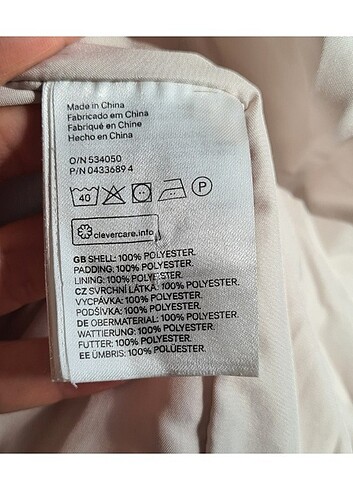 Made in China
Fabricado em China
Fabriqué en Chine
Hecho en China
O/N 534050
P/N 0433689 4
40 P
clevercare.info
GB SHELL: 100% POLYESTER.
PADDING: 100% POLYESTER.
LINING: 100% POLYESTER.
CZ SVRCHNÍ LÁTKA: 100% POLYESTER.
VYCPÁVKA: 100% POLYESTER.
PODŠÍVKA: 100% POLYESTER.
DE OBERMATERIAL: 100% POLYESTER.
WATTIERUNG: 100% POLYESTER.
FUTTER: 100% POLYESTER.
EE ÜMBRIS: 100% POLÜESTER.